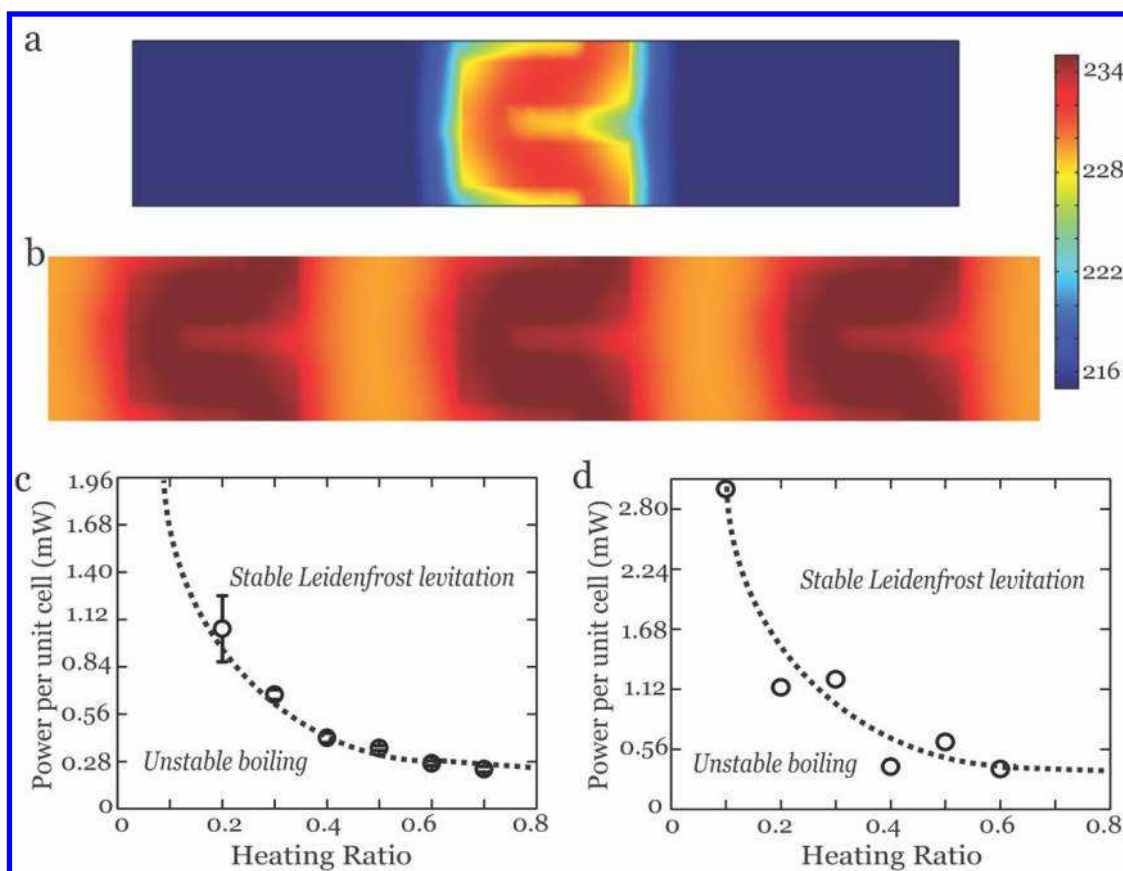 a
234
228
222
216
b
c
Power per unit cell (mW)
1.96
1.68
1.40
1.12
0.84
0.56
0.28
0
Stable Leidenfrost levitation
Unstable boiling
0 0.2 0.4 0.6 0.8
Heating Ratio
d
Power per unit cell (mW)
2.80
2.24
1.68
1.12
0.56
0
Stable Leidenfrost levitation
Unstable boiling
0 0.2 0.4 0.6 0.8
Heating Ratio